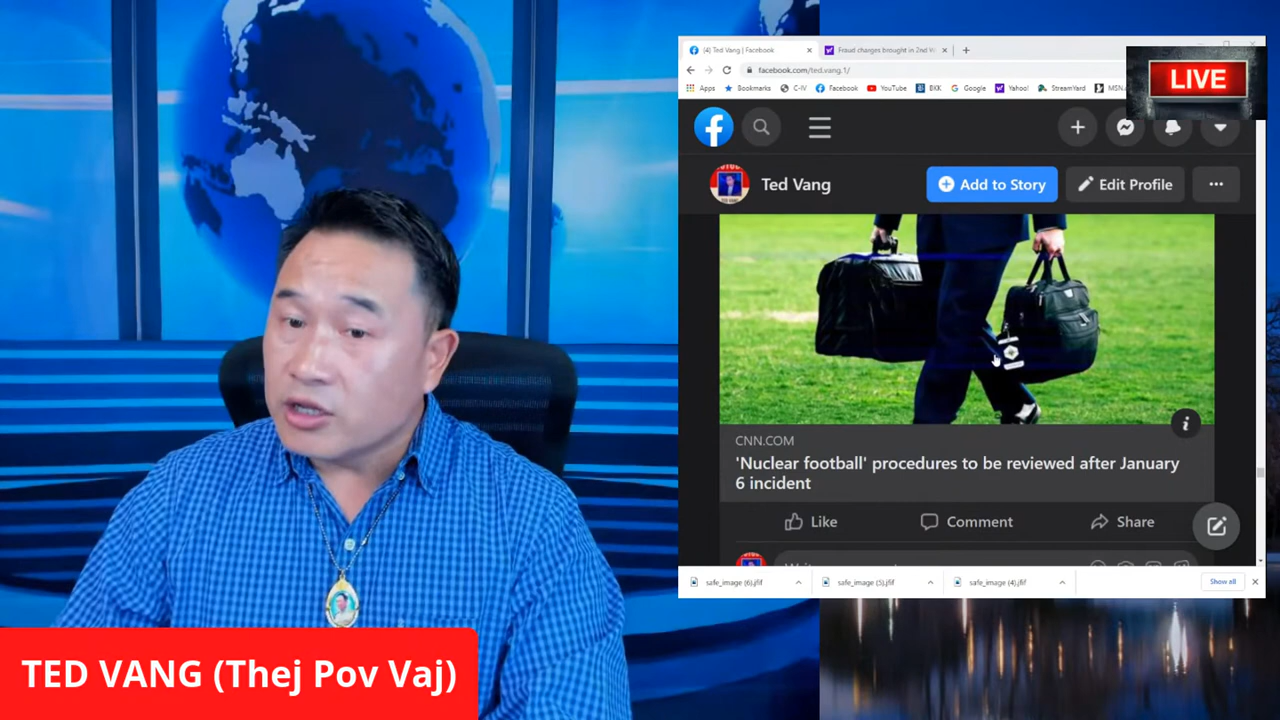 (4) Ted Vang | Facebook
Fraud charges brought in 2nd W
facebook.com/ted.vang.1/
Apps
Bookmarks
C-IV
Facebook
YouTube
BKK
Google
Yahoo!
StreamYard
MSN
LIVE
Ted Vang
Add to Story
Edit Profile
CNN.COM
'Nuclear football' procedures to be reviewed after January
6 incident
Like
Comment
Share
safe_image (6).jfif
safe_image (5).jfif
safe_image (4).jfif
Show all
TED VANG (Thej Pov Vaj)